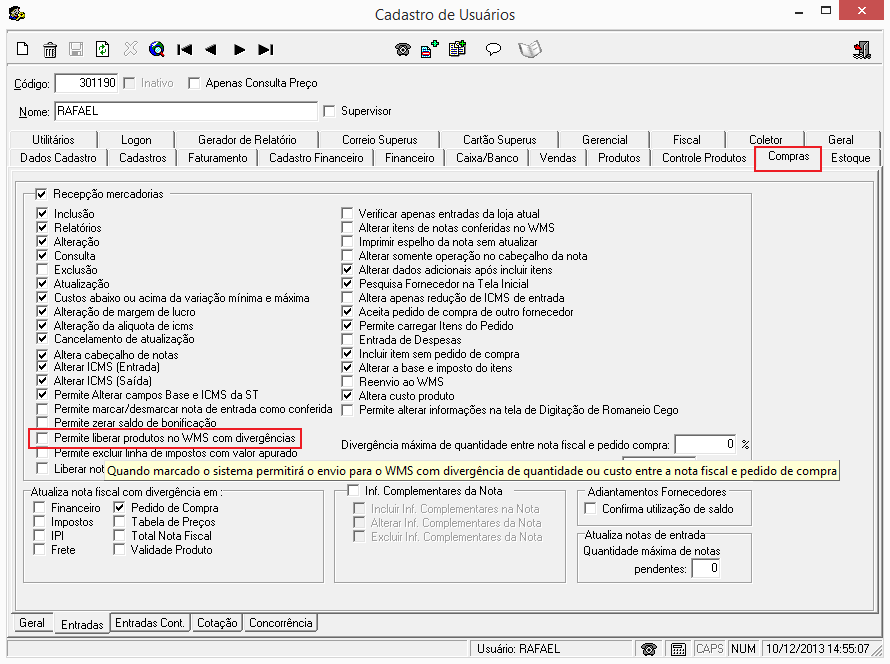 Cadastro de Usuários
Código: 301190 Inativo Apenas Consulta Preço
Nome: RAFAEL Supervisor
Utilitários Logon Gerador de Relatório Correio Superus Cartão Superus Gerencial Fiscal Coletor Geral
Dados Cadastro Cadastros Faturamento Cadastro Financeiro Financeiro Caixa/Banco Vendas Produtos Controle Produtos Compras Estoque
Recepção mercadorias
Inclusão
Relatórios
Alteração
Consulta
Exclusão
Atualização
Custos abaixo ou acima da variação mínima e máxima
Alteração de margem de lucro
Alteração da aliquota de icms
Cancelamento de atualização
Altera cabeçalho de notas
Alterar ICMS (Entrada)
Alterar ICMS (Saída)
Permite Alterar campos Base e ICMS da ST
Permite marcar/desmarcar nota de entrada como conferida
Permite zerar saldo de bonificação
Permite liberar produtos no WMS com divergências
Permite excluir linha de impostos com valor apurado
Liberar not
Verificar apenas entradas da loja atual
Alterar itens de notas conferidas no WMS
Imprimir espelho da nota sem atualizar
Alterar somente operação no cabeçalho da nota
Alterar dados adicionais após incluir itens
Pesquisa Fornecedor na Tela Inicial
Altera apenas redução de ICMS de entrada
Aceita pedido de compra de outro fornecedor
Permite carregar Itens do Pedido
Entrada de Despesas
Incluir item sem pedido de compra
Alterar a base e imposto do itens
Reenvio ao WMS
Altera custo produto
Permite alterar informações na tela de Digitação de Romaneio Cego
Divergência máxima de quantidade entre nota fiscal e pedido compra: 0 %
Quando marcado o sistema permitirá o envio para o WMS com divergência de quantidade ou custo entre a nota fiscal e pedido de compra
Atualiza nota fiscal com divergência em :
Financeiro Pedido de Compra
Impostos Tabela de Preços
IPI Total Nota Fiscal
Frete Validade Produto
Inf. Complementares da Nota
Incluir Inf. Complementares na Nota
Alterar Inf. Complementares da Nota
Excluir Inf. Complementares da Nota
Adiantamentos Fornecedores
Confirma utilização de saldo
Atualiza notas de entrada
Quantidade máxima de notas
pendentes: 0
Geral Entradas Entradas Cont. Cotação Concorrência
Usuário: RAFAEL CAPS NUM 10/12/2013 14:55:07